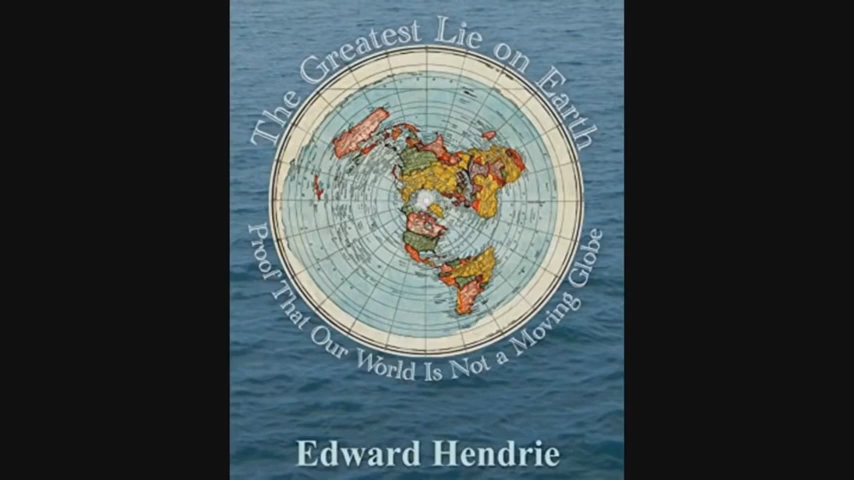 The Greatest Lie on Earth
Proof That Our World Is Not a Moving Globe
Edward Hendrie